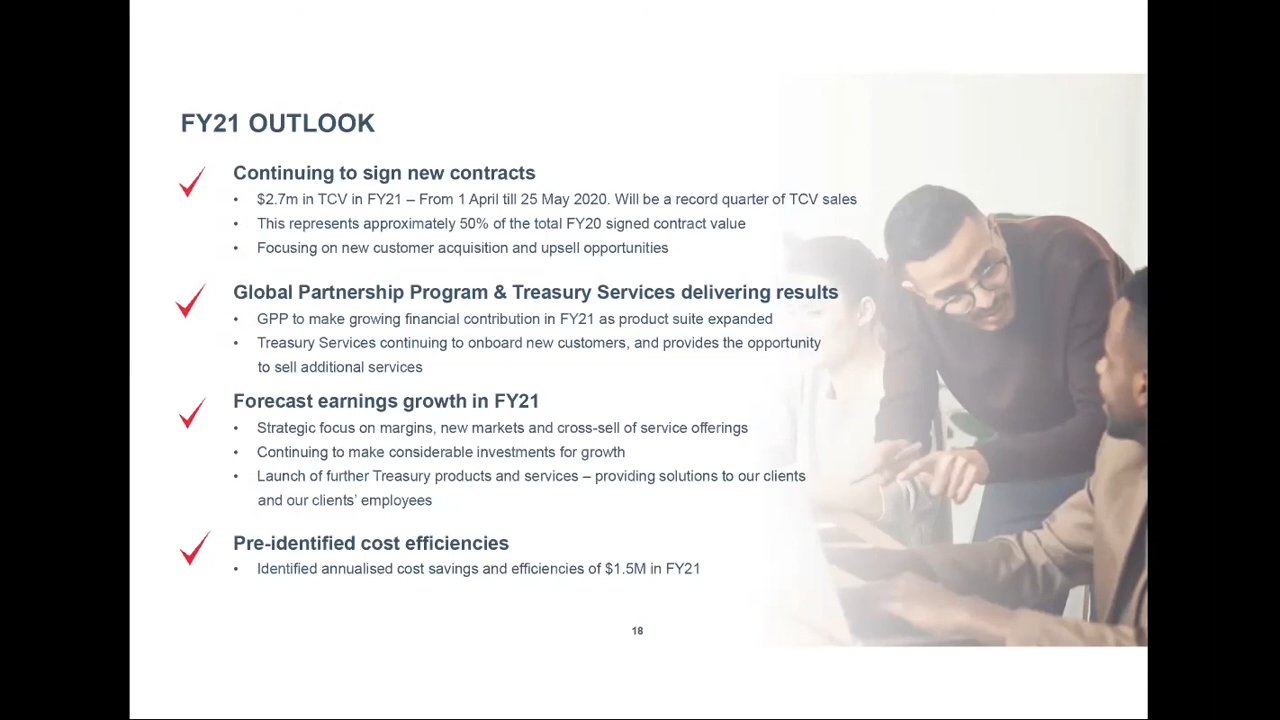 FY21 OUTLOOK
Continuing to sign new contracts
• $2.7m in TCV in FY21 – From 1 April till 25 May 2020. Will be a record quarter of TCV sales
• This represents approximately 50% of the total FY20 signed contract value
• Focusing on new customer acquisition and upsell opportunities
Global Partnership Program & Treasury Services delivering results
• GPP to make growing financial contribution in FY21 as product suite expanded
• Treasury Services continuing to onboard new customers, and provides the opportunity
to sell additional services
Forecast earnings growth in FY21
• Strategic focus on margins, new markets and cross-sell of service offerings
• Continuing to make considerable investments for growth
• Launch of further Treasury products and services – providing solutions to our clients
and our clients’ employees
Pre-identified cost efficiencies
• Identified annualised cost savings and efficiencies of $1.5M in FY21
18